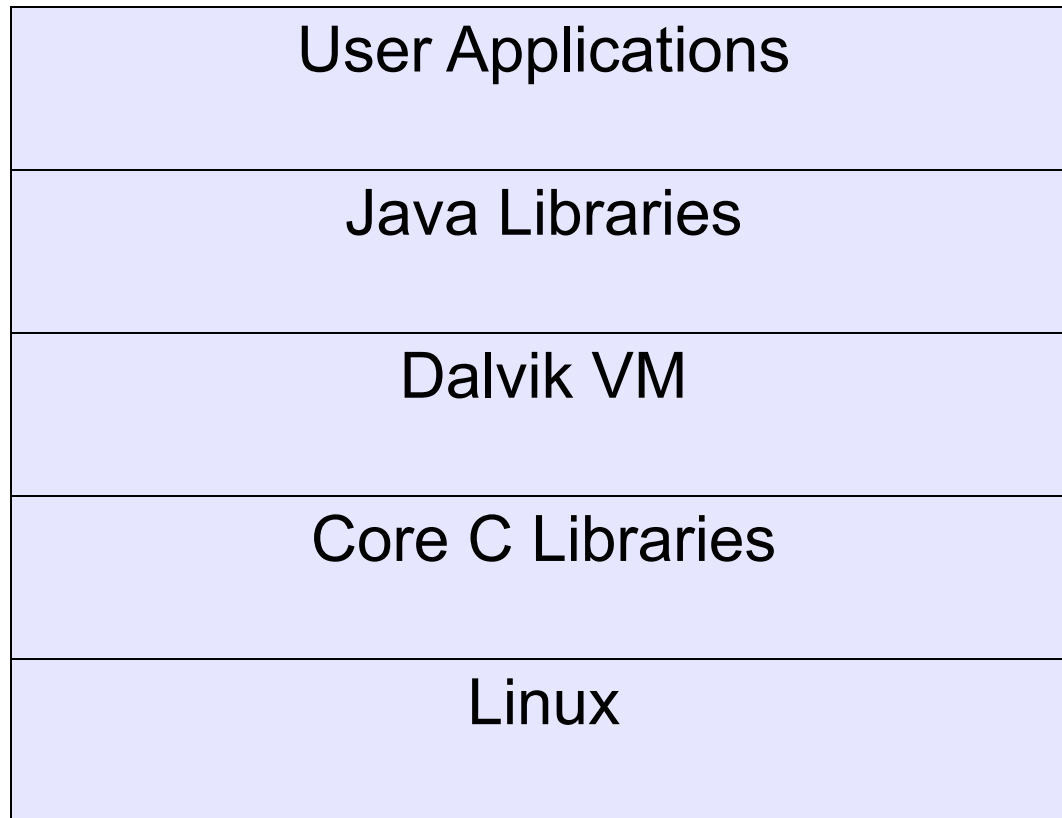 User Applications
Java Libraries
Dalvik VM
Core C Libraries
Linux